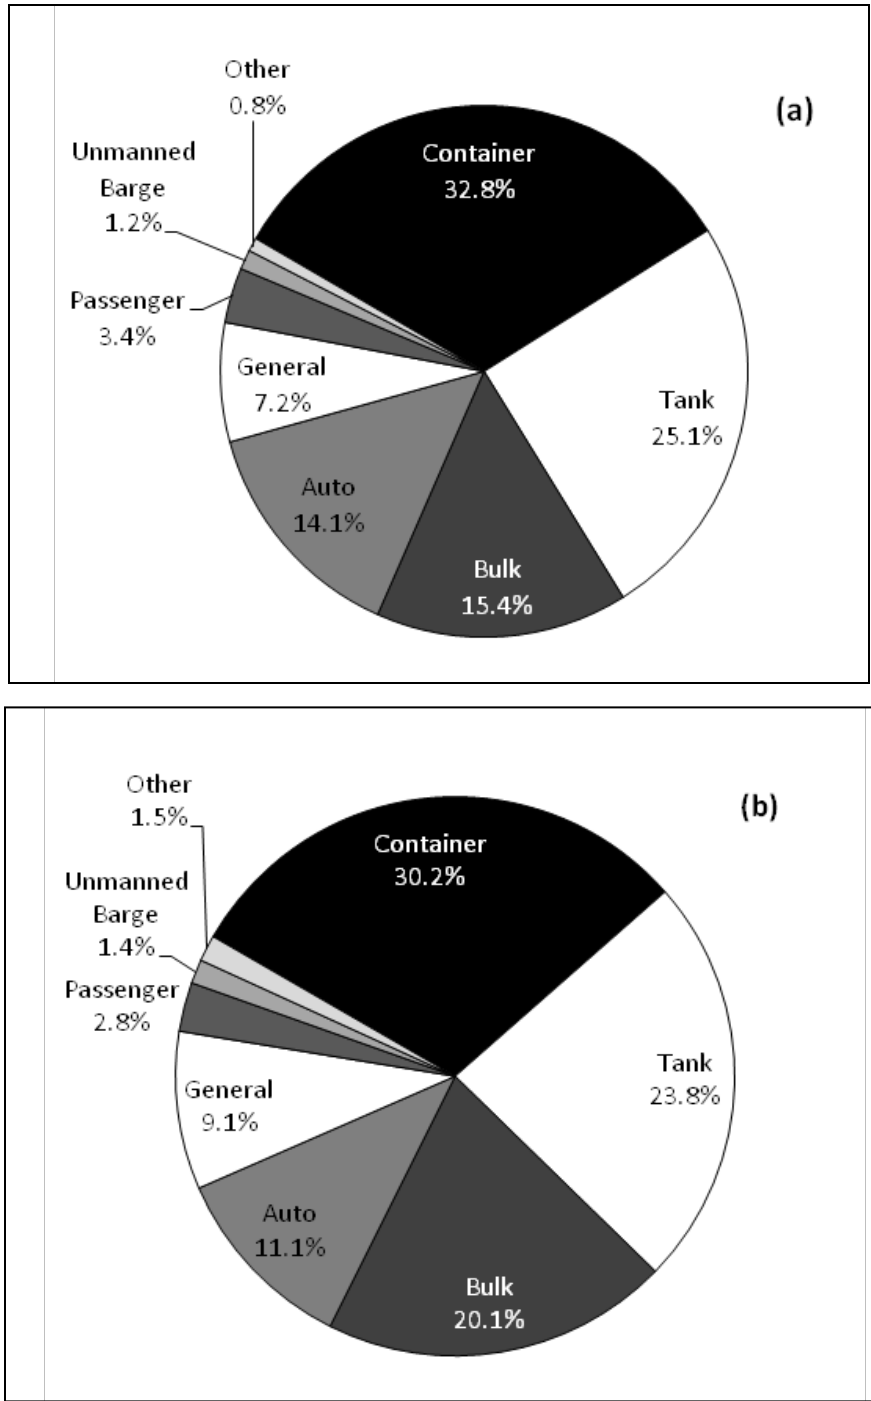 Other
0.8%
(a)
Unmanned
Barge
1.2%
Container
32.8%
Passenger
3.4%
General
7.2%
Tank
25.1%
Auto
14.1%
Bulk
15.4%
Other
1.5%
(b)
Unmanned
Barge
1.4%
Container
30.2%
Passenger
2.8%
General
9.1%
Tank
23.8%
Auto
11.1%
Bulk
20.1%